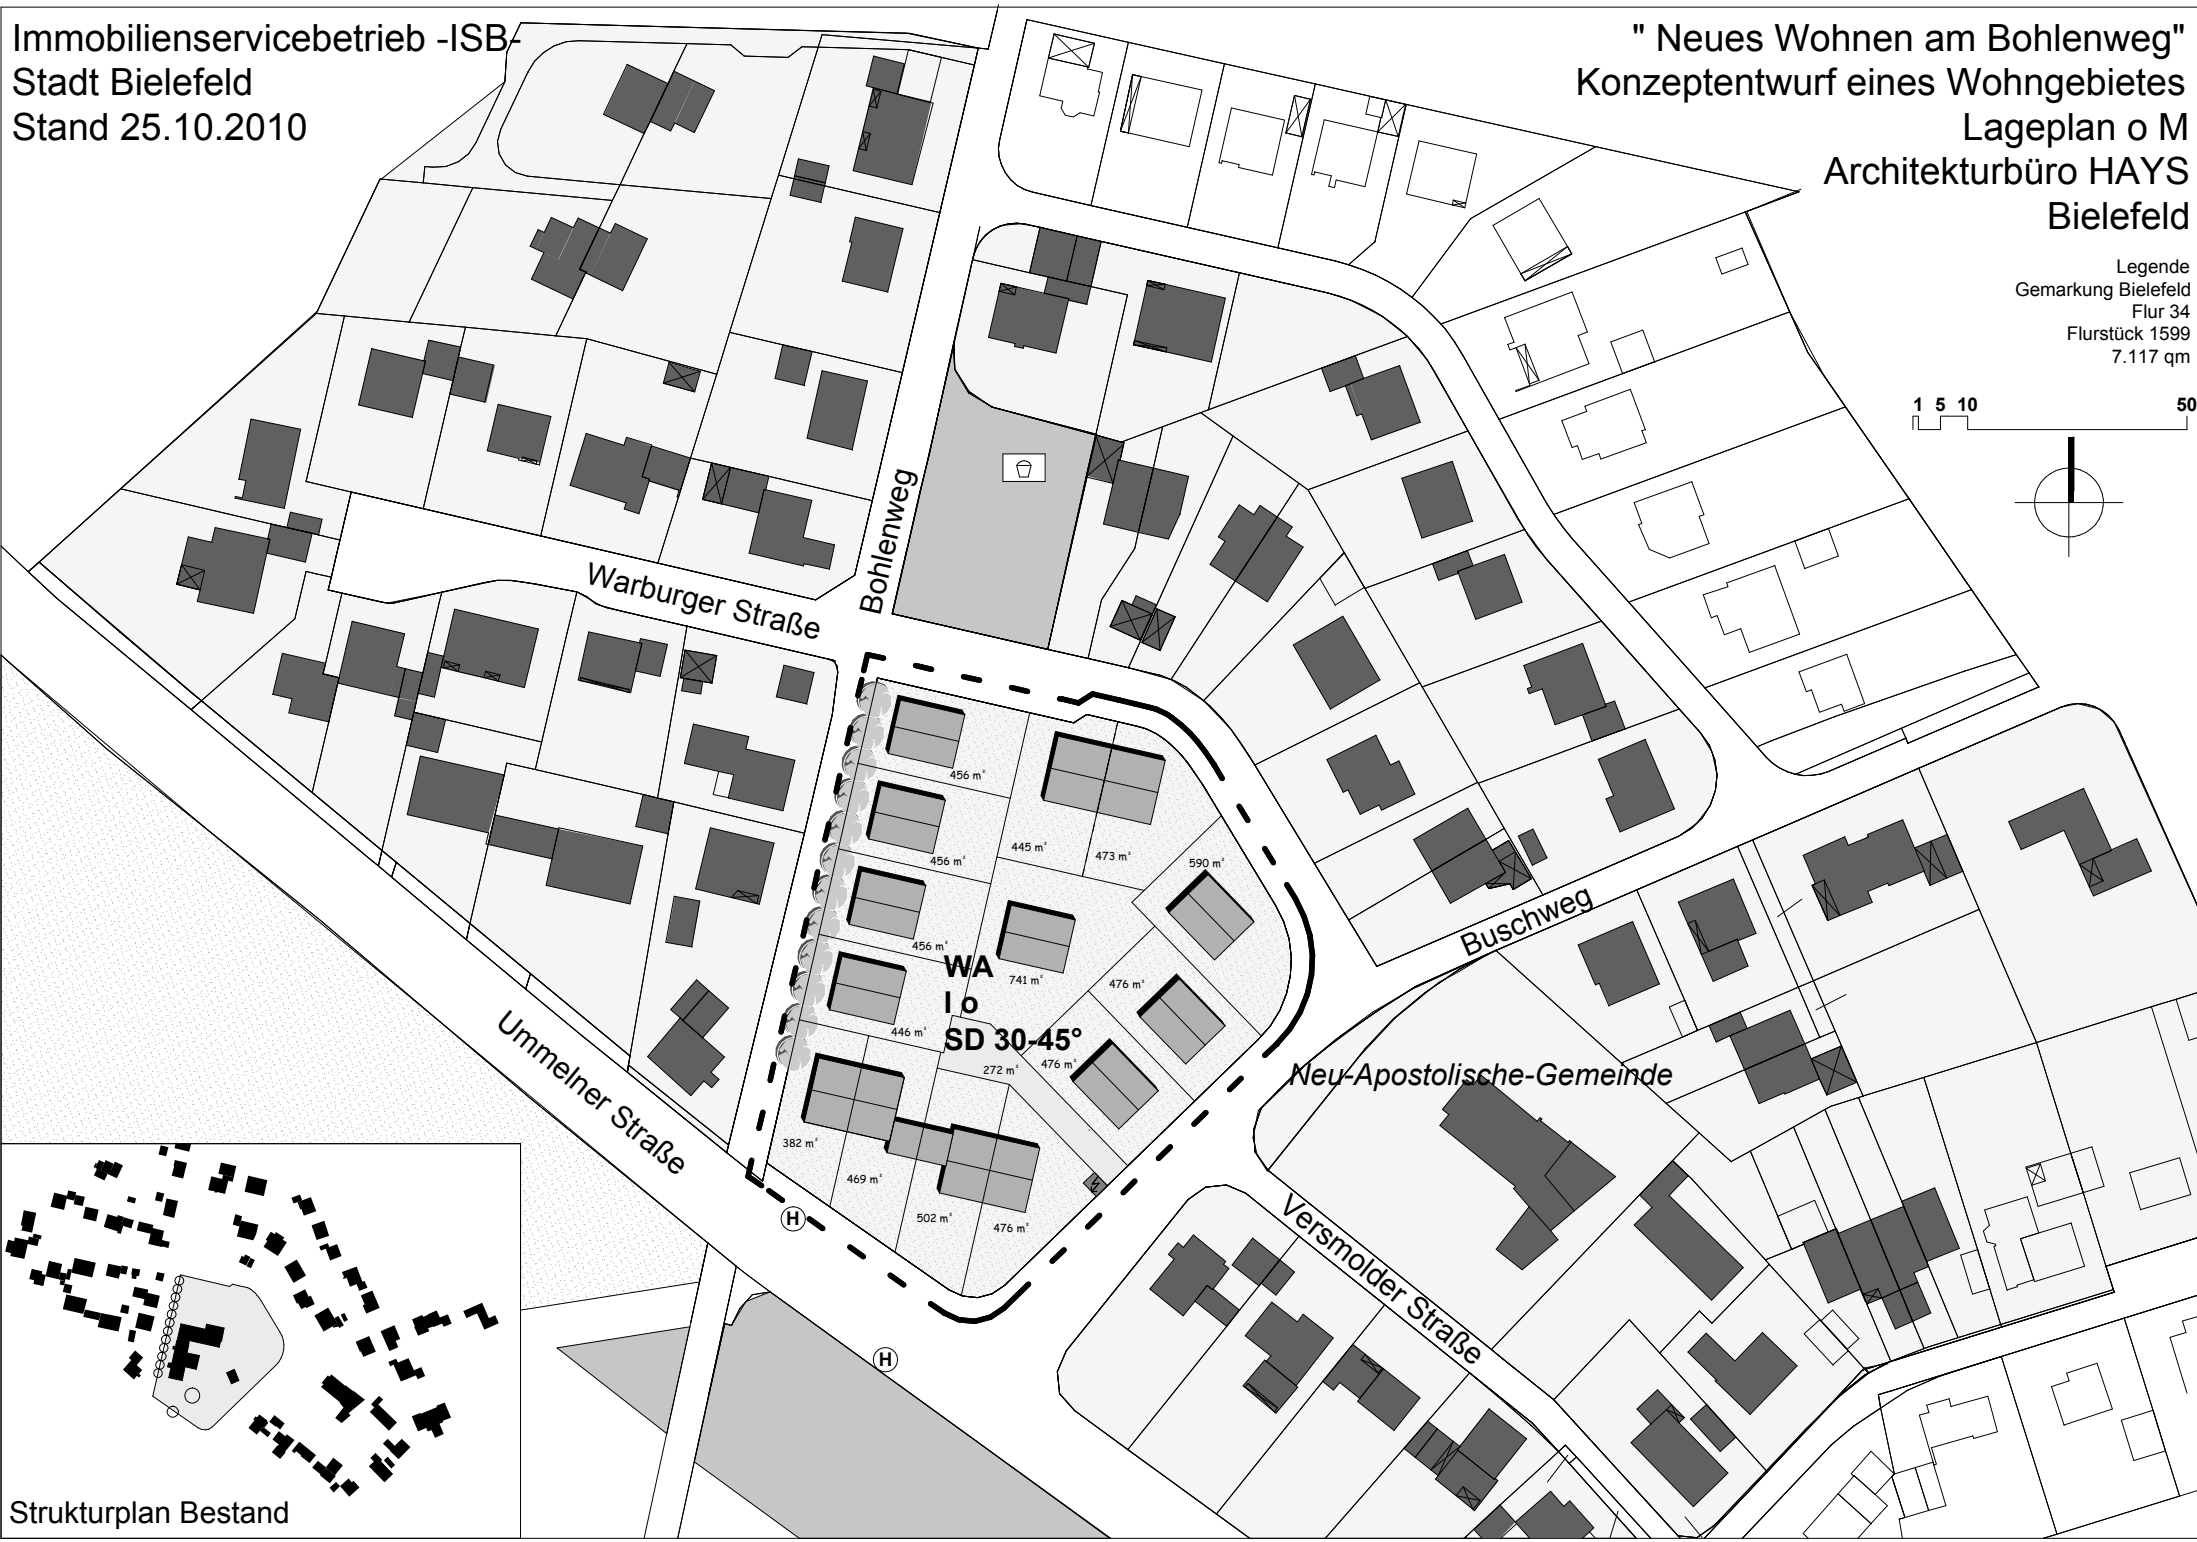 Immobilienservicebetrieb -ISB-
Stadt Bielefeld
Stand 25.10.2010
" Neues Wohnen am Bohlenweg"
Konzeptentwurf eines Wohngebietes
Lageplan o M
Architekturbüro HAYS
Bielefeld
Legende
Gemarkung Bielefeld
Flur 34
Flurstück 1599
7.117 qm
1 5 10 50
Bohlenweg
Warburger Straße
456 m²
456 m²
445 m²
473 m²
590 m²
456 m²
741 m²
476 m²
446 m²
476 m²
272 m²
382 m²
469 m²
502 m²
476 m²
WA
I o
SD 30-45°
Buschweg
Neu-Apostolische-Gemeinde
Ummelner Straße
Versmolder Straße
H
H
Strukturplan Bestand